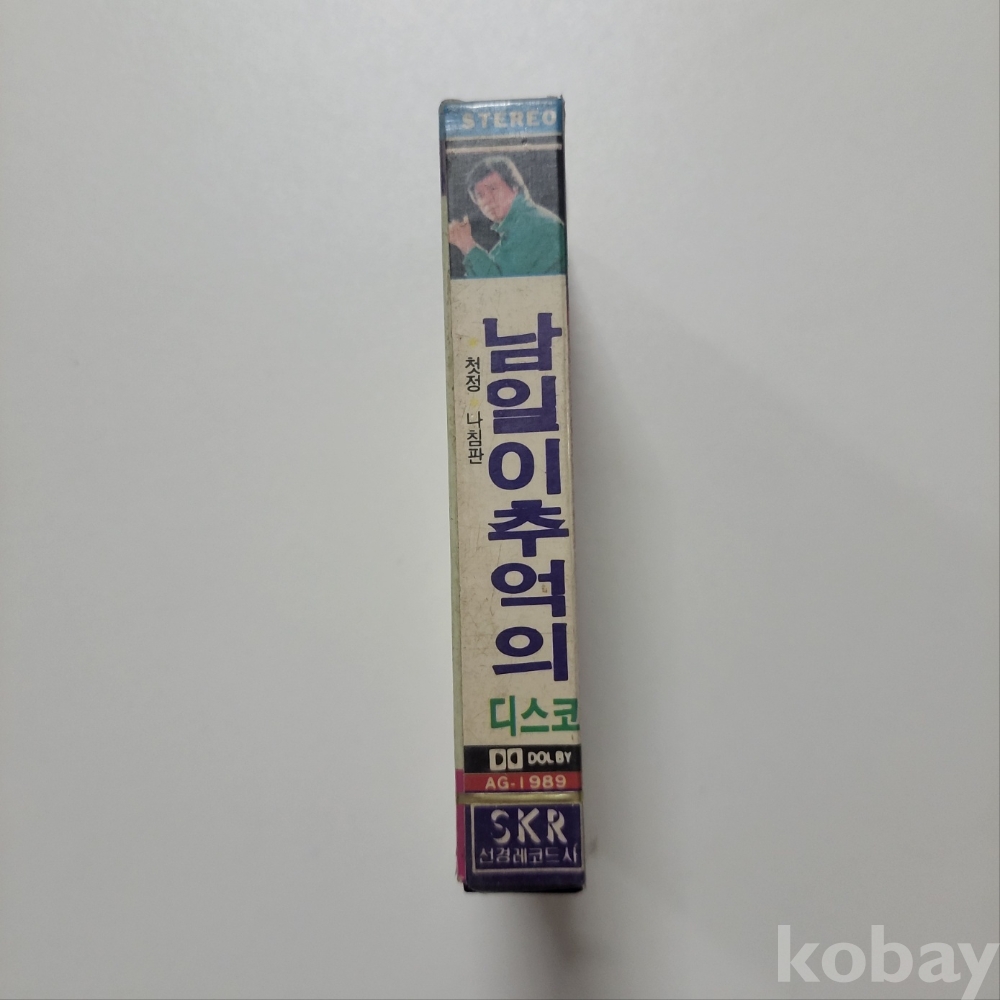 STEREO
남일이추억의
첫정 나침판
디스코
DOLBY
AG-1989
SKR
선경레코드사
kobay